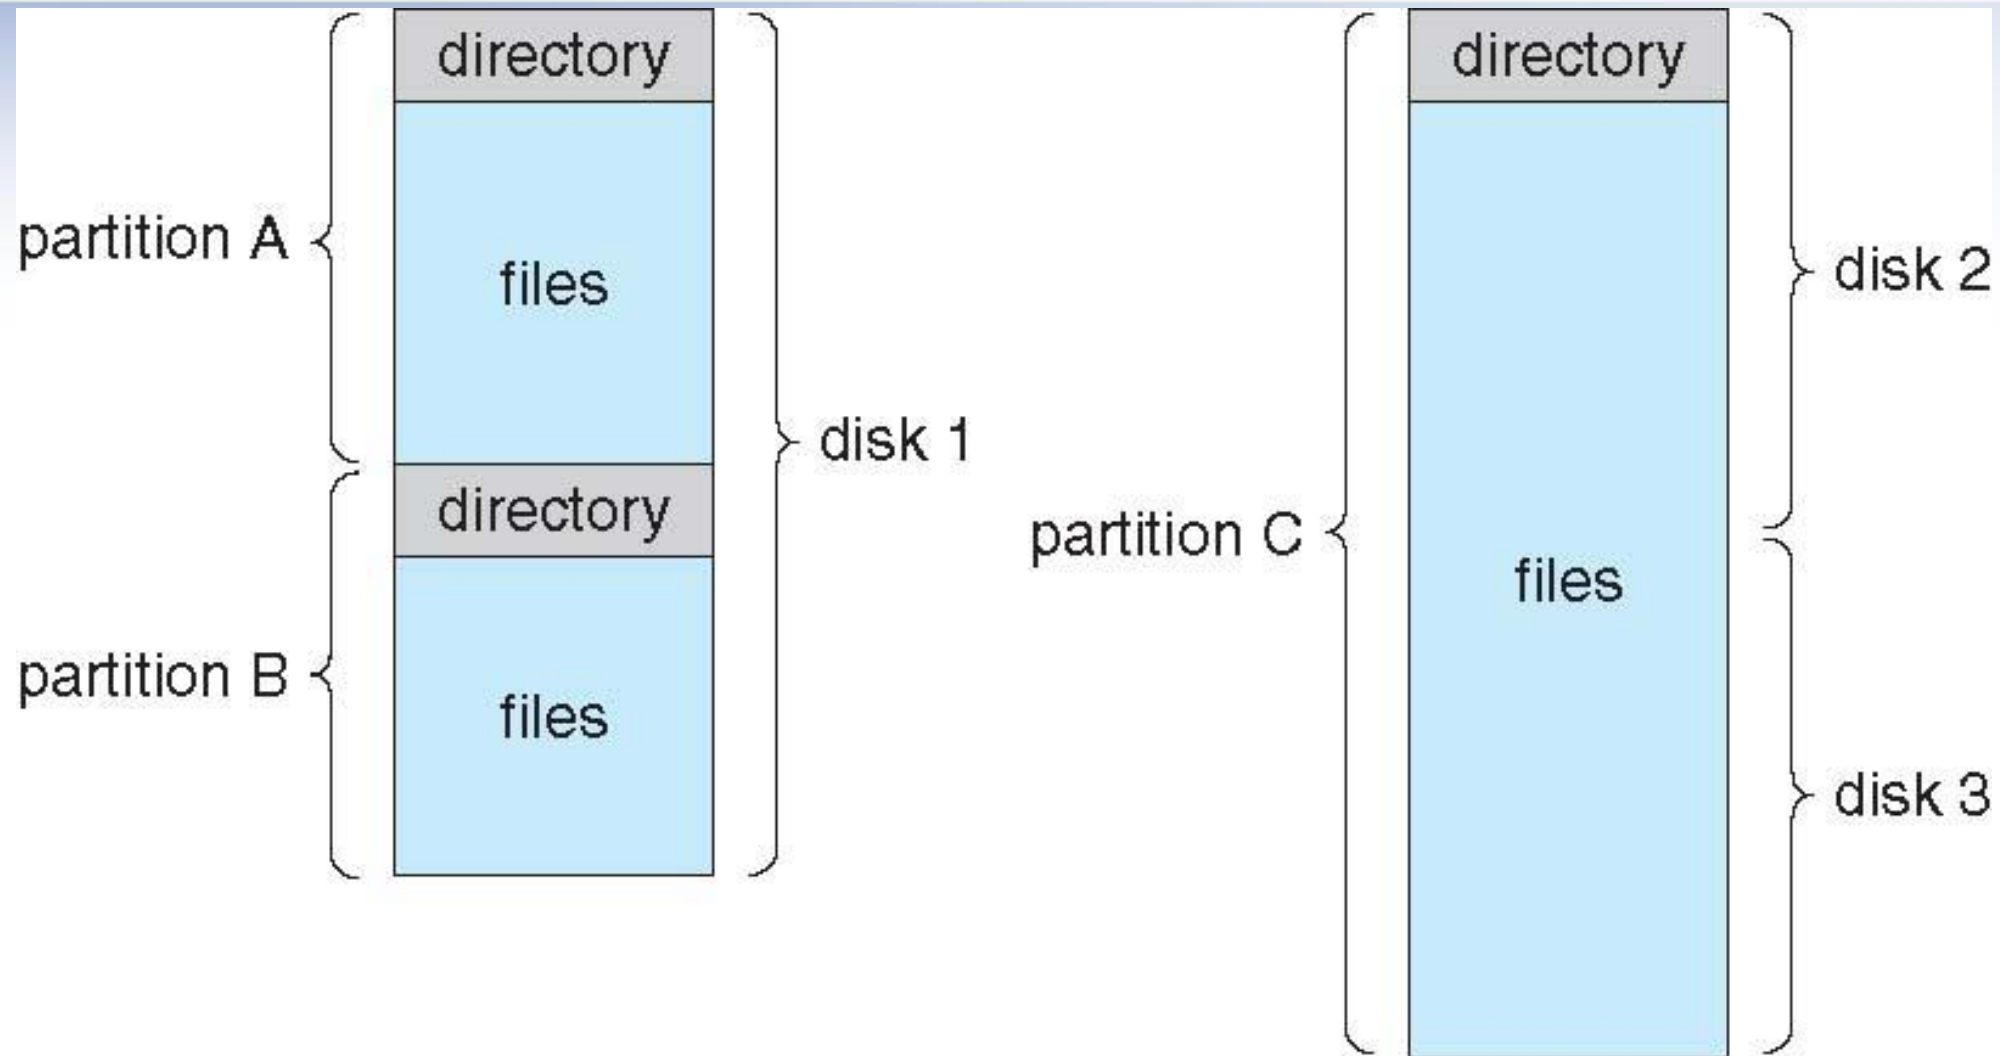 directory
partition A
files
disk 1
directory
partition B
files
directory
disk 2
partition C
files
disk 3